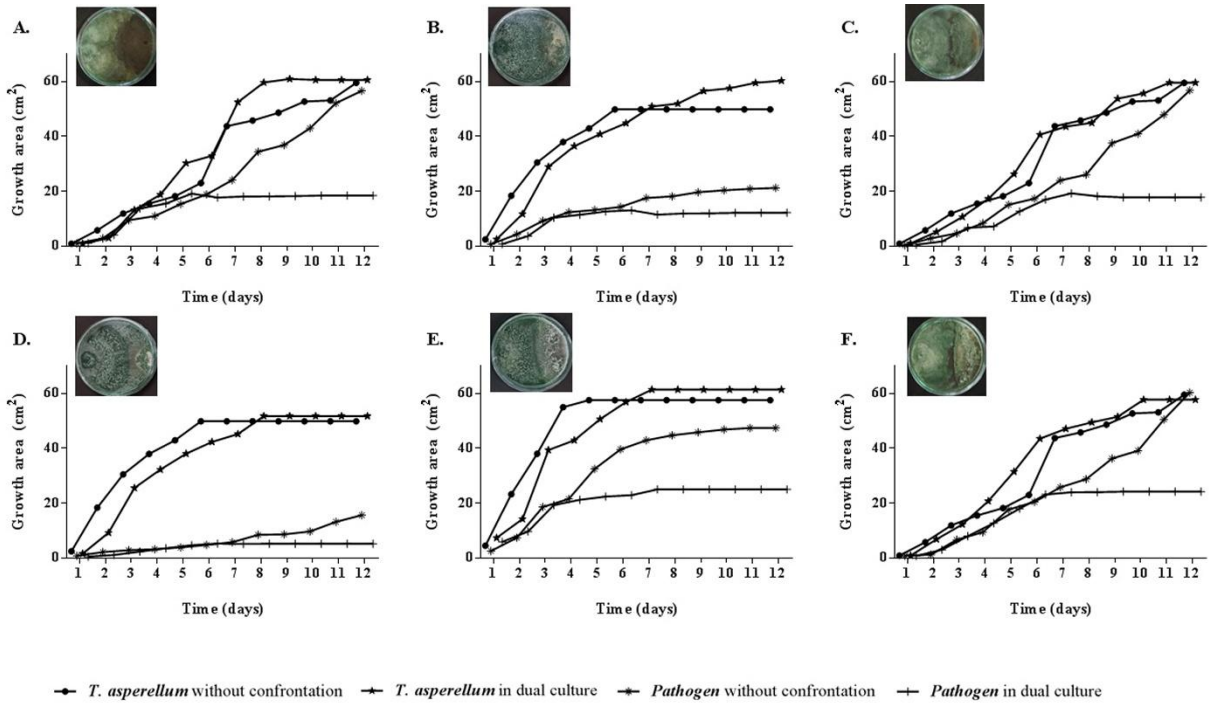 A.
B.
C.
Growth area (cm²)
60
40
20
0
1 2 3 4 5 6 7 8 9 10 11 12
Time (days)
Growth area (cm²)
60
40
20
0
1 2 3 4 5 6 7 8 9 10 11 12
Time (days)
Growth area (cm²)
60
40
20
0
1 2 3 4 5 6 7 8 9 10 11 12
Time (days)
D.
E.
F.
Growth area (cm²)
60
40
20
0
1 2 3 4 5 6 7 8 9 10 11 12
Time (days)
Growth area (cm²)
60
40
20
0
1 2 3 4 5 6 7 8 9 10 11 12
Time (days)
Growth area (cm²)
60
40
20
0
1 2 3 4 5 6 7 8 9 10 11 12
Time (days)
T. asperellum without confrontation T. asperellum in dual culture Pathogen without confrontation Pathogen in dual culture